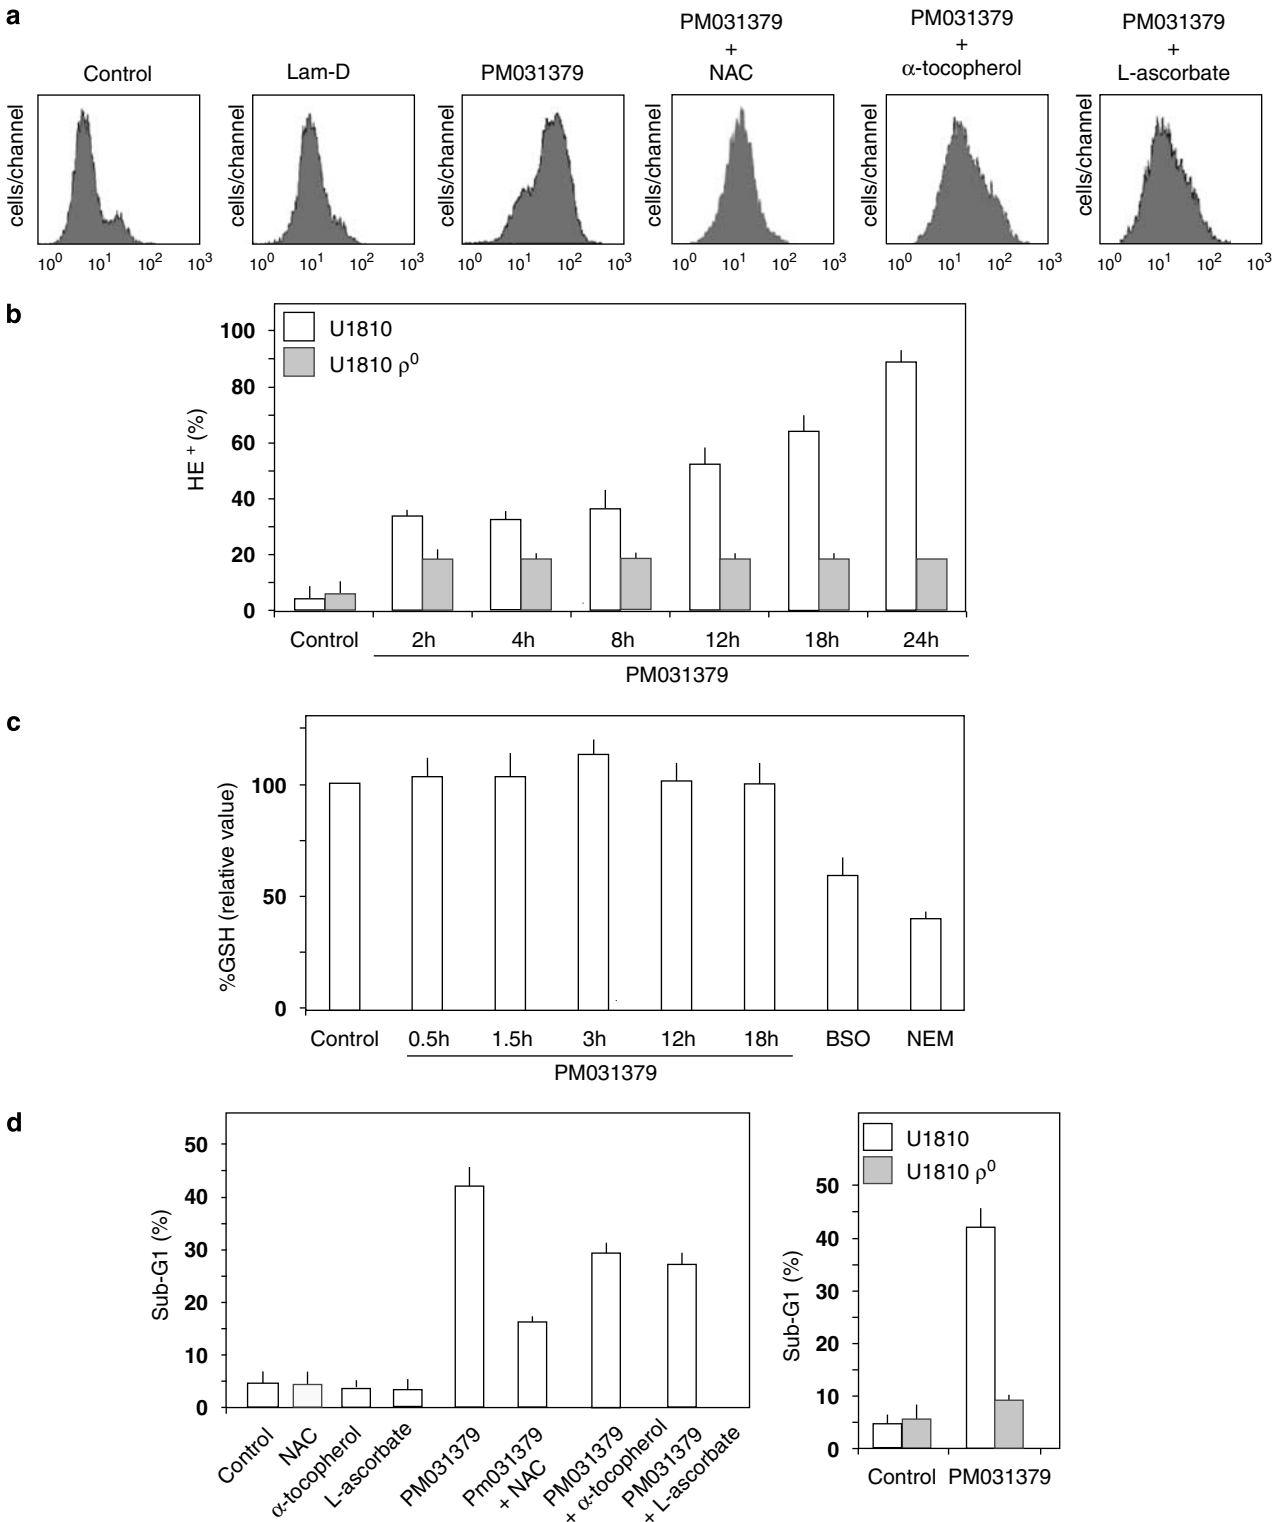 a
Control
Lam-D
PM031379
PM031379
+
NAC
PM031379
+
α-tocopherol
PM031379
+
L-ascorbate
cells/channel
cells/channel
cells/channel
cells/channel
cells/channel
cells/channel
10⁰ 10¹ 10² 10³
10⁰ 10¹ 10² 10³
10⁰ 10¹ 10² 10³
10⁰ 10¹ 10² 10³
10⁰ 10¹ 10² 10³
10⁰ 10¹ 10² 10³
b
U1810
U1810 ρ⁰
HE⁺ (%)
100
80
60
40
20
0
Control 2h 4h 8h 12h 18h 24h
PM031379
c
%GSH (relative value)
100
50
0
Control 0.5h 1.5h 3h 12h 18h BSO NEM
PM031379
d
Sub-G1 (%)
50
40
30
20
10
0
Control
NAC
α-tocopherol
L-ascorbate
PM031379
Pm031379
+ NAC
PM031379
+ α-tocopherol
PM031379
+ L-ascorbate
U1810
U1810 ρ⁰
Sub-G1 (%)
50
40
30
20
10
0
Control PM031379